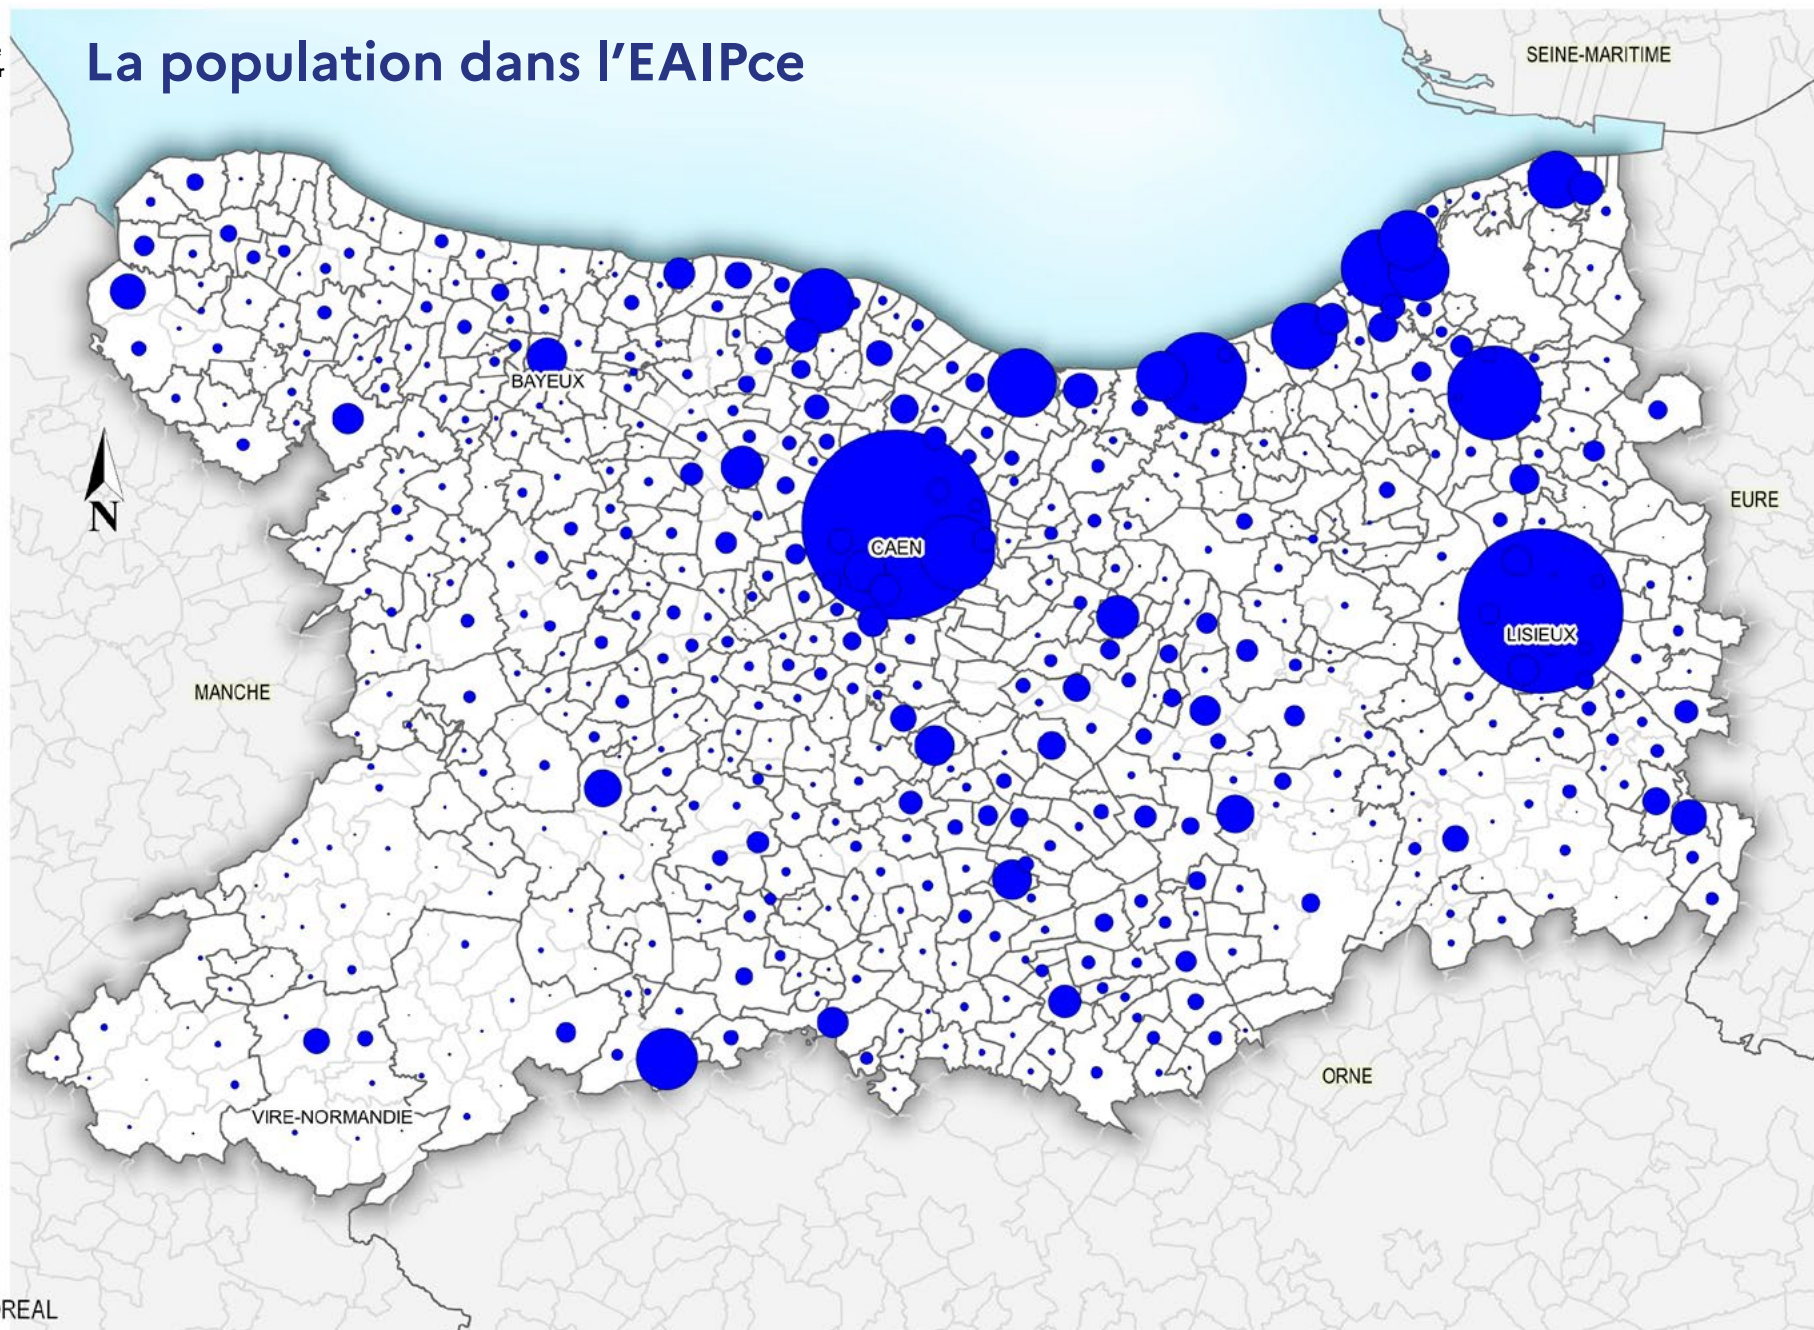 La population dans l'EAIPce
SEINE-MARITIME
BAYEUX
N
EURE
CAEN
LISIEUX
MANCHE
ORNE
VIRE-NORMANDIE
REAL